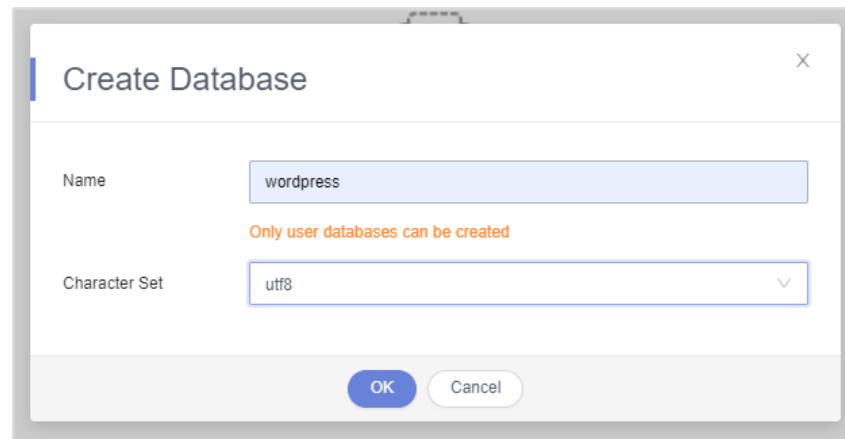 Create Database
Name wordpress
Only user databases can be created
Character Set utf8
OK Cancel